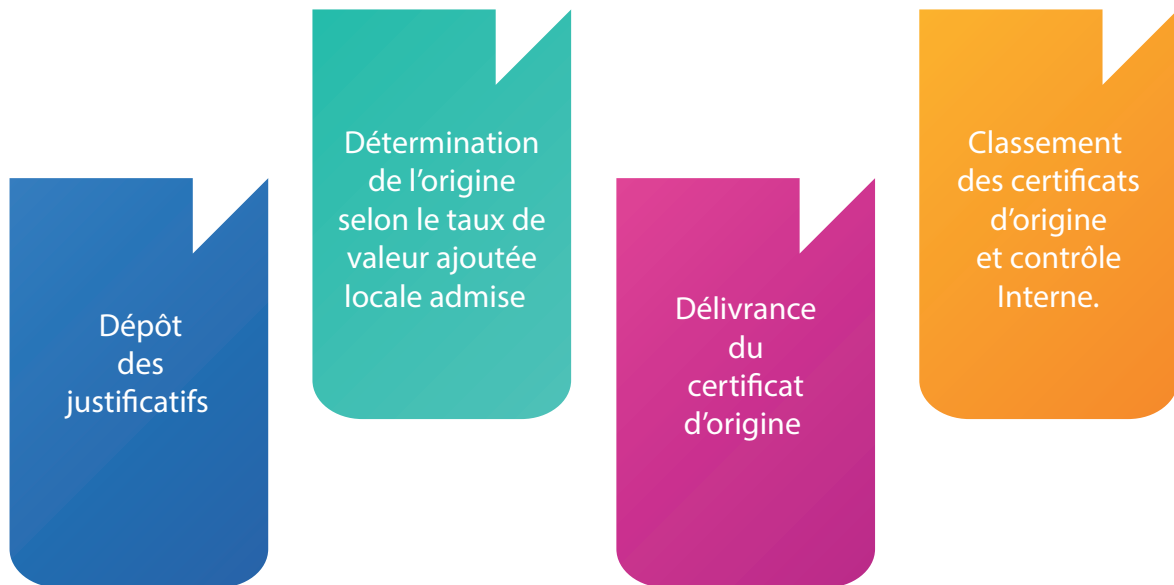 Dépôt
des
justificatifs
Détermination
de l’origine
selon le taux de
valeur ajoutée
locale admise
Délivrance
du
certificat
d’origine
Classement
des certificats
d’origine
et contrôle
Interne.